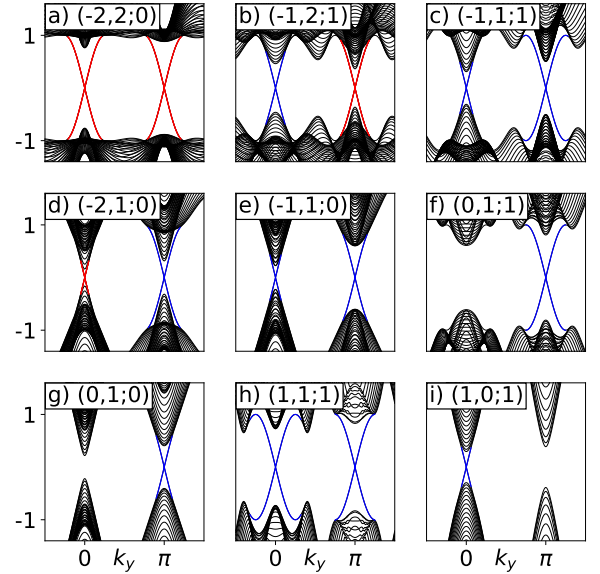 a) (-2,2;0) b) (-1,2;1) c) (-1,1;1)
1
-1
d) (-2,1;0) e) (-1,1;0) f) (0,1;1)
1
-1
g) (0,1;0) h) (1,1;1) i) (1,0;1)
1
-1
0 k_y π 0 k_y π 0 k_y π